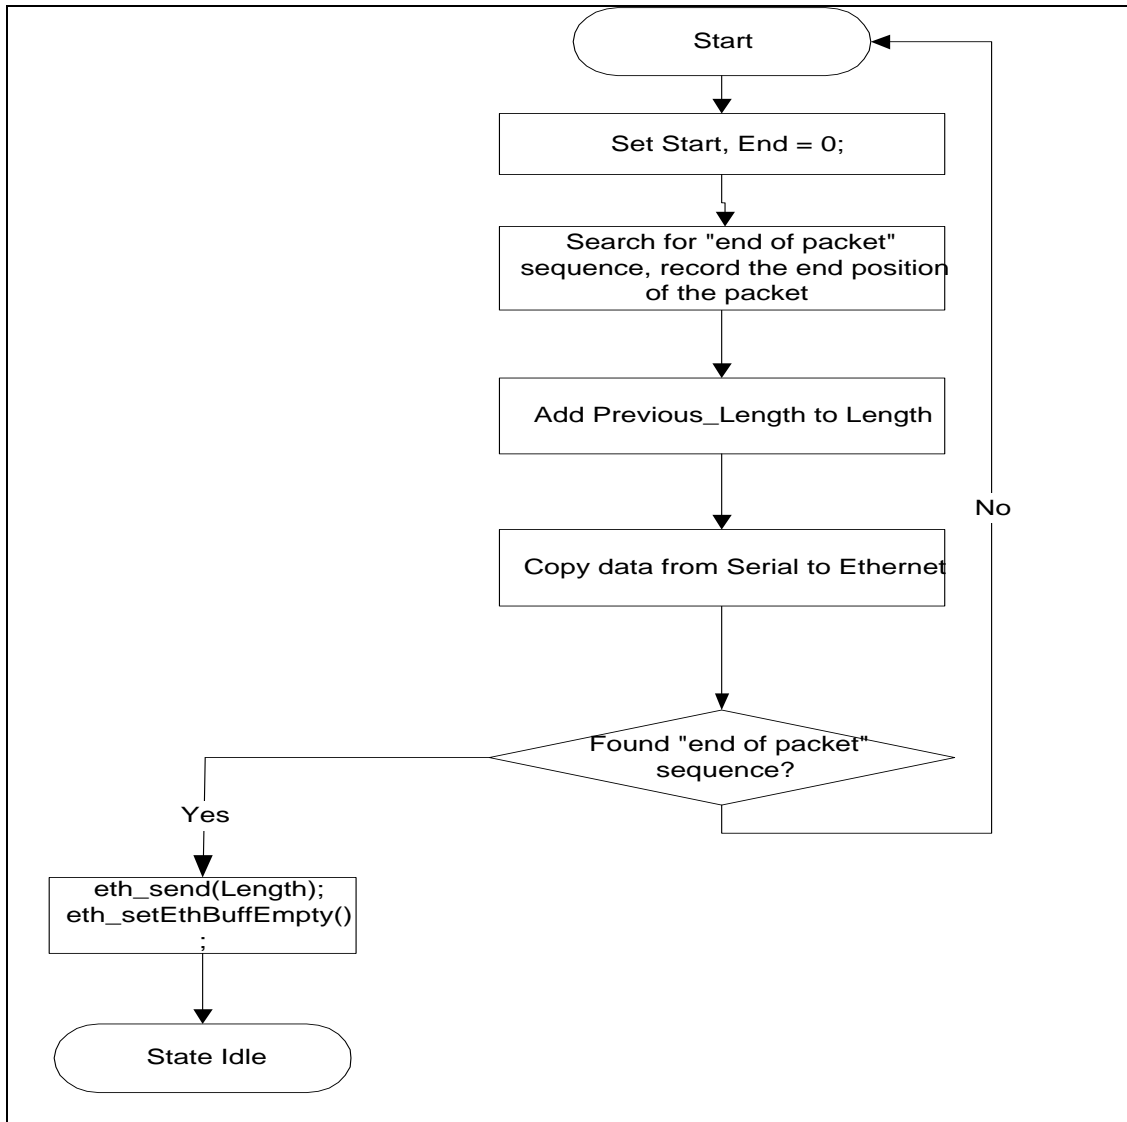 Start
Set Start, End = 0;
Search for "end of packet"
sequence, record the end position
of the packet
Add Previous_Length to Length
No
Copy data from Serial to Ethernet
Found "end of packet"
sequence?
Yes
eth_send(Length);
eth_setEthBuffEmpty()
;
State Idle